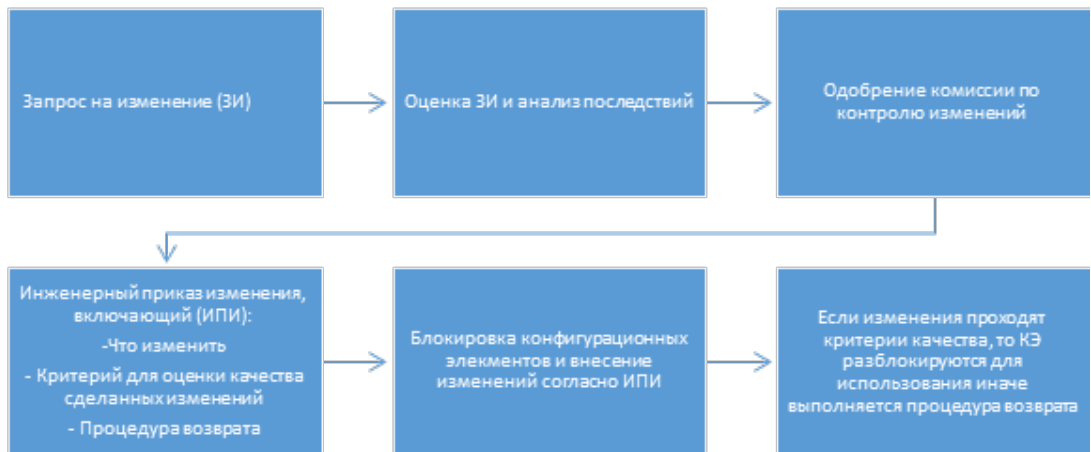 Запрос на изменение (ЗИ)
Оценка ЗИ и анализ последствий
Одобрение комиссии по
контролю изменений
Инженерный приказ изменения,
включающий (ИПИ):
-Что изменить
- Критерий для оценки качества
сделанных изменений
- Процедура возврата
Блокировка конфигурационных
элекментов и внесение
изменений согласно ИПИ
Если изменения проходят
критерии качества, то КЭ
разблокируются для
использования иначе
выполняется процедура возврата